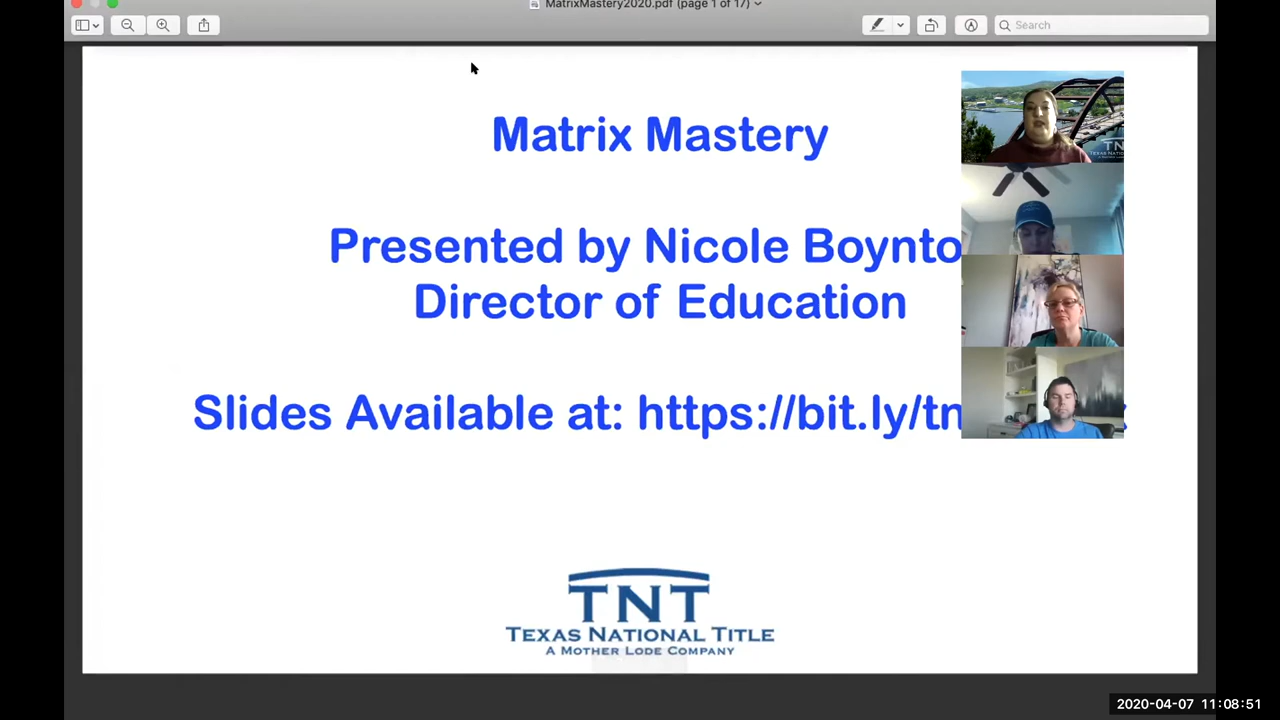 MatrixMastery2020.pdf (page 1 of 17)
Search
Matrix Mastery
Presented by Nicole Boynto
Director of Education
Slides Available at: https://bit.ly/tn
TNT
TEXAS NATIONAL TITLE
A MOTHER LODE COMPANY
2020-04-07 11:08:51